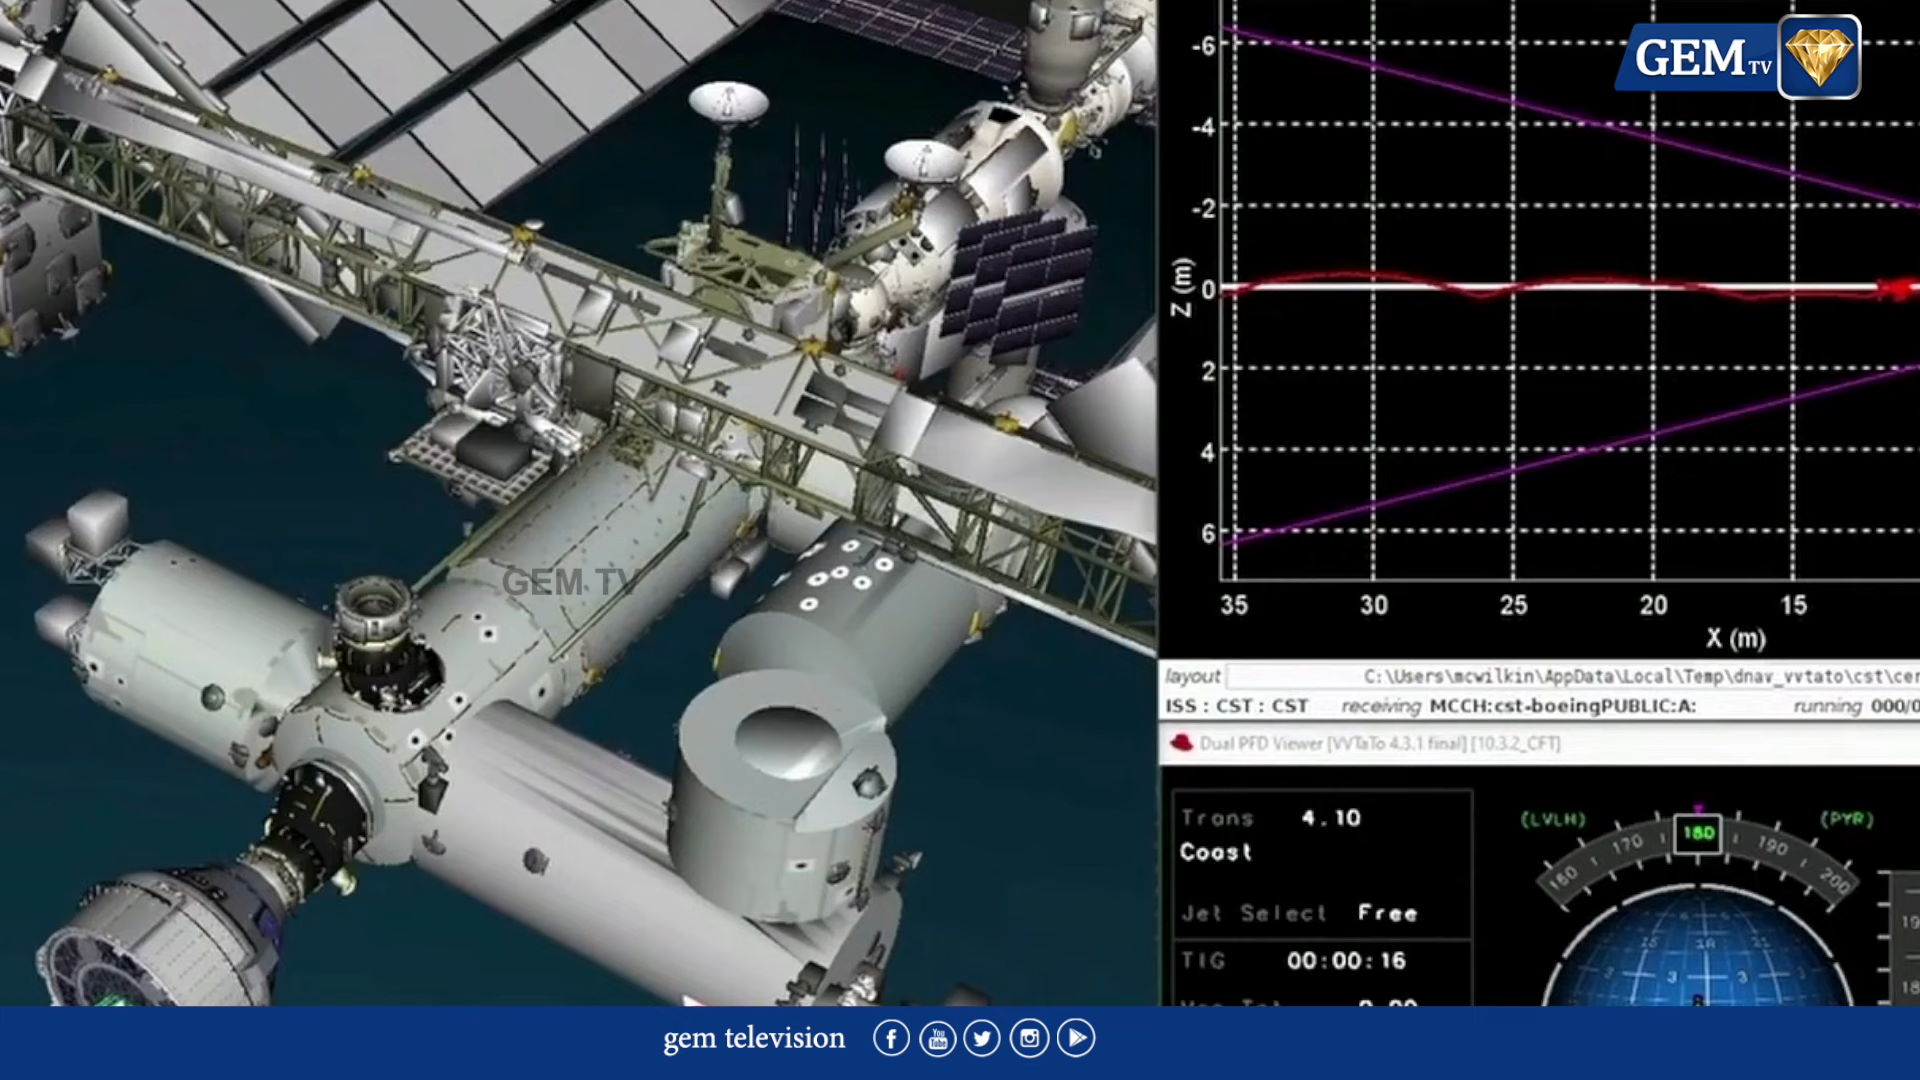 GEM TV
-6
-4
-2
0
2
4
6
Z (m)
35 30 25 20 15
X (m)
layout C:\Users\mcwilkin\AppData\Local\Temp\dnav_vvtato\cst\cer
ISS : CST : CST receiving MCCH:cst-boeingPUBLIC:A: running 000/0
Dual PFD Viewer [VVTaTo 4.3.1 final] [10.3.2_CFT]
Trans 4.10
Coast
Jet Select Free
TIG 00:00:16
(LVLH) (PYR)
160 170 180 190 200
GEM TV
gem television